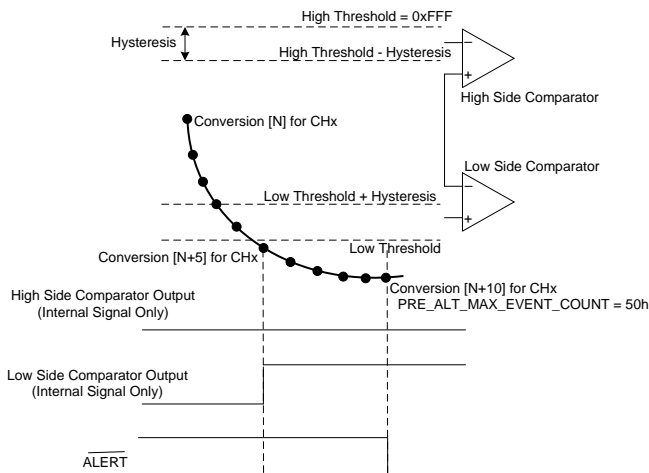 High Threshold = 0xFFF
Hysteresis
High Threshold - Hysteresis
High Side Comparator
Conversion [N] for CHx
Low Side Comparator
Low Threshold + Hysteresis
Conversion [N+5] for CHx
Low Threshold
Conversion [N+10] for CHx
PRE_ALT_MAX_EVENT_COUNT = 50h
High Side Comparator Output
(Internal Signal Only)
Low Side Comparator Output
(Internal Signal Only)
ALERT